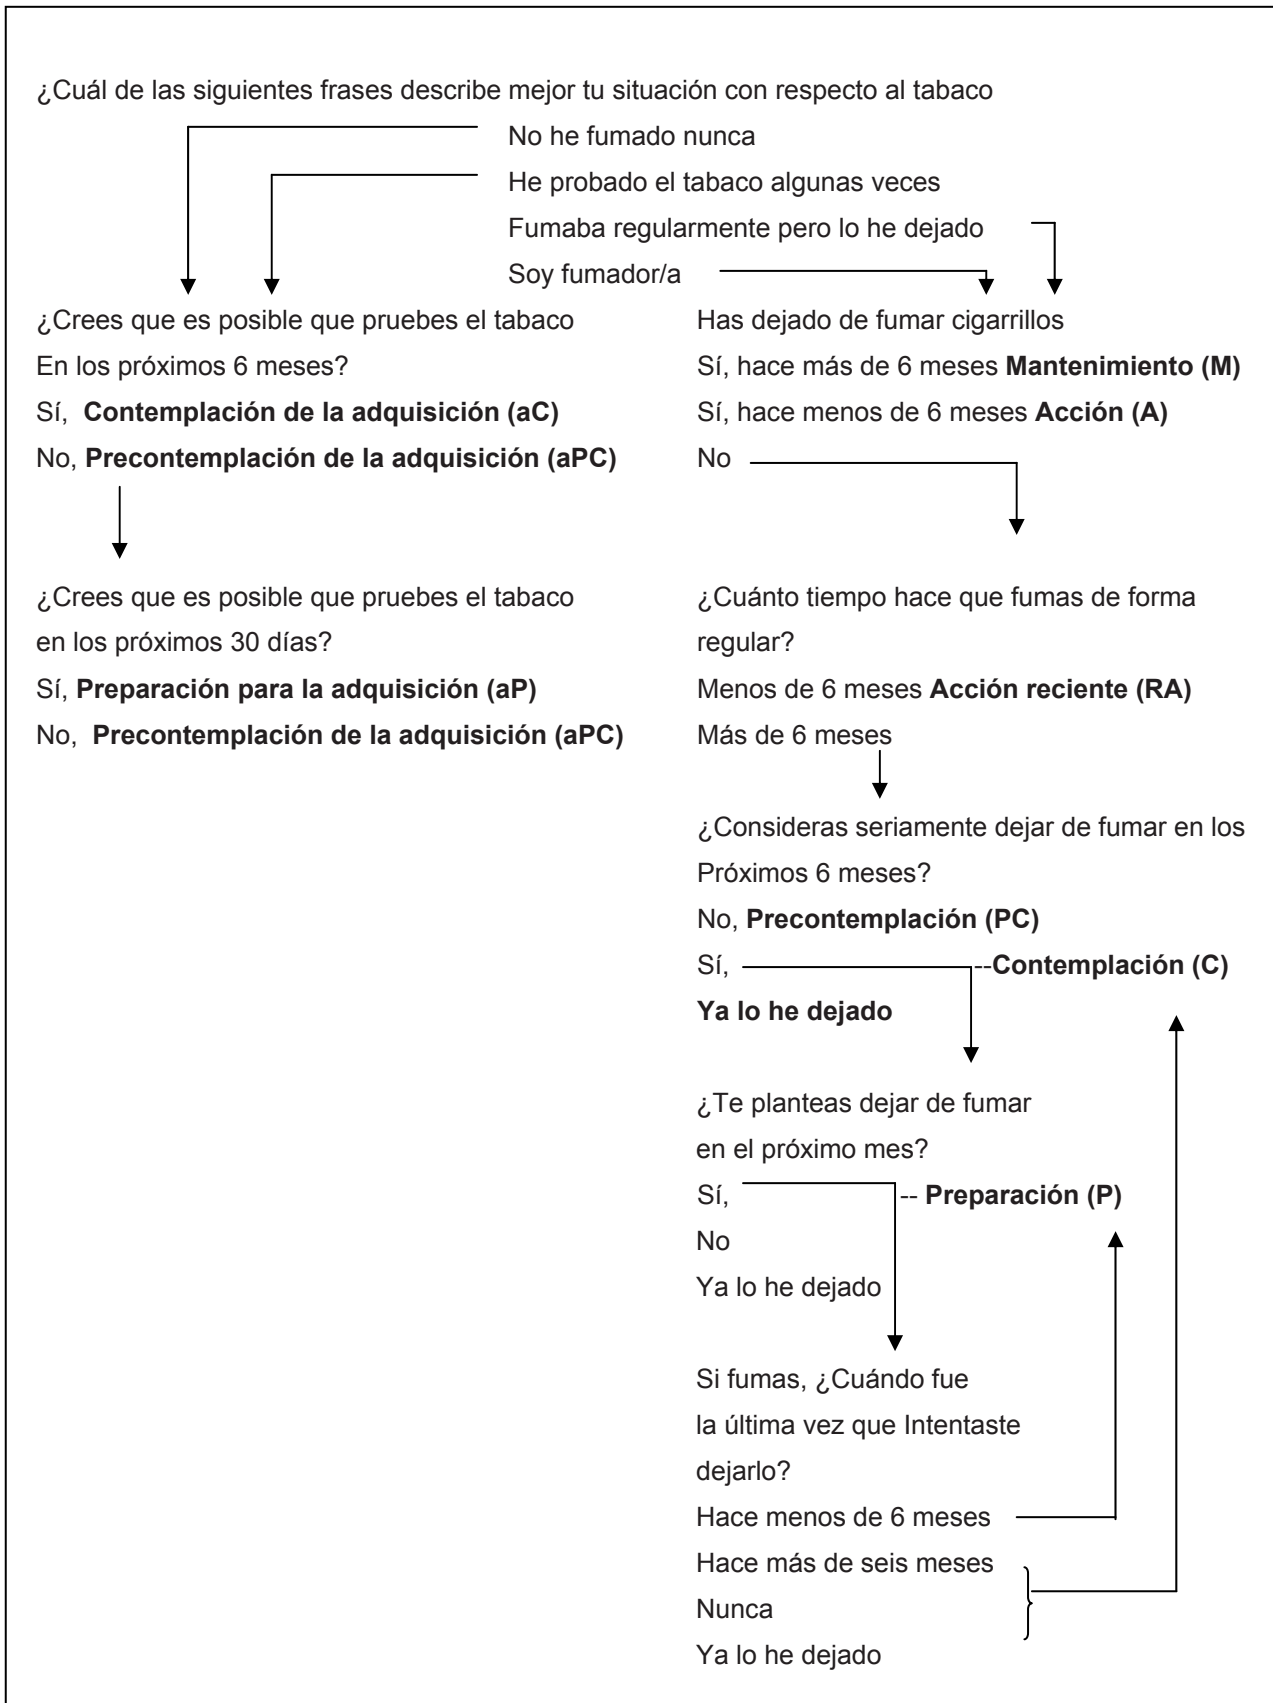 ¿Cuál de las siguientes frases describe mejor tu situación con respecto al tabaco
No he fumado nunca
He probado el tabaco algunas veces
Fumaba regularmente pero lo he dejado
Soy fumador/a
¿Crees que es posible que pruebes el tabaco
En los próximos 6 meses?
Sí, Contemplación de la adquisición (aC)
No, Precontemplación de la adquisición (aPC)
¿Crees que es posible que pruebes el tabaco
en los próximos 30 días?
Sí, Preparación para la adquisición (aP)
No, Precontemplación de la adquisición (aPC)
Has dejado de fumar cigarrillos
Sí, hace más de 6 meses Mantenimiento (M)
Sí, hace menos de 6 meses Acción (A)
No
¿Cuánto tiempo hace que fumas de forma
regular?
Menos de 6 meses Acción reciente (RA)
Más de 6 meses
¿Consideras seriamente dejar de fumar en los
Próximos 6 meses?
No, Precontemplación (PC)
Sí, --Contemplación (C)
Ya lo he dejado
¿Te planteas dejar de fumar
en el próximo mes?
Sí, -- Preparación (P)
No
Ya lo he dejado
Si fumas, ¿Cuándo fue
la última vez que Intentaste
dejarlo?
Hace menos de 6 meses
Hace más de seis meses
Nunca
Ya lo he dejado